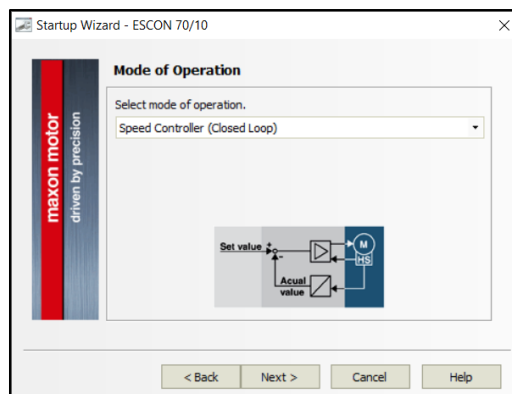 Startup Wizard - ESCON 70/10
maxon motor
driven by precision
Mode of Operation
Select mode of operation.
Speed Controller (Closed Loop)
Set value
+
-
M
HS
Acual
value
< Back
Next >
Cancel
Help